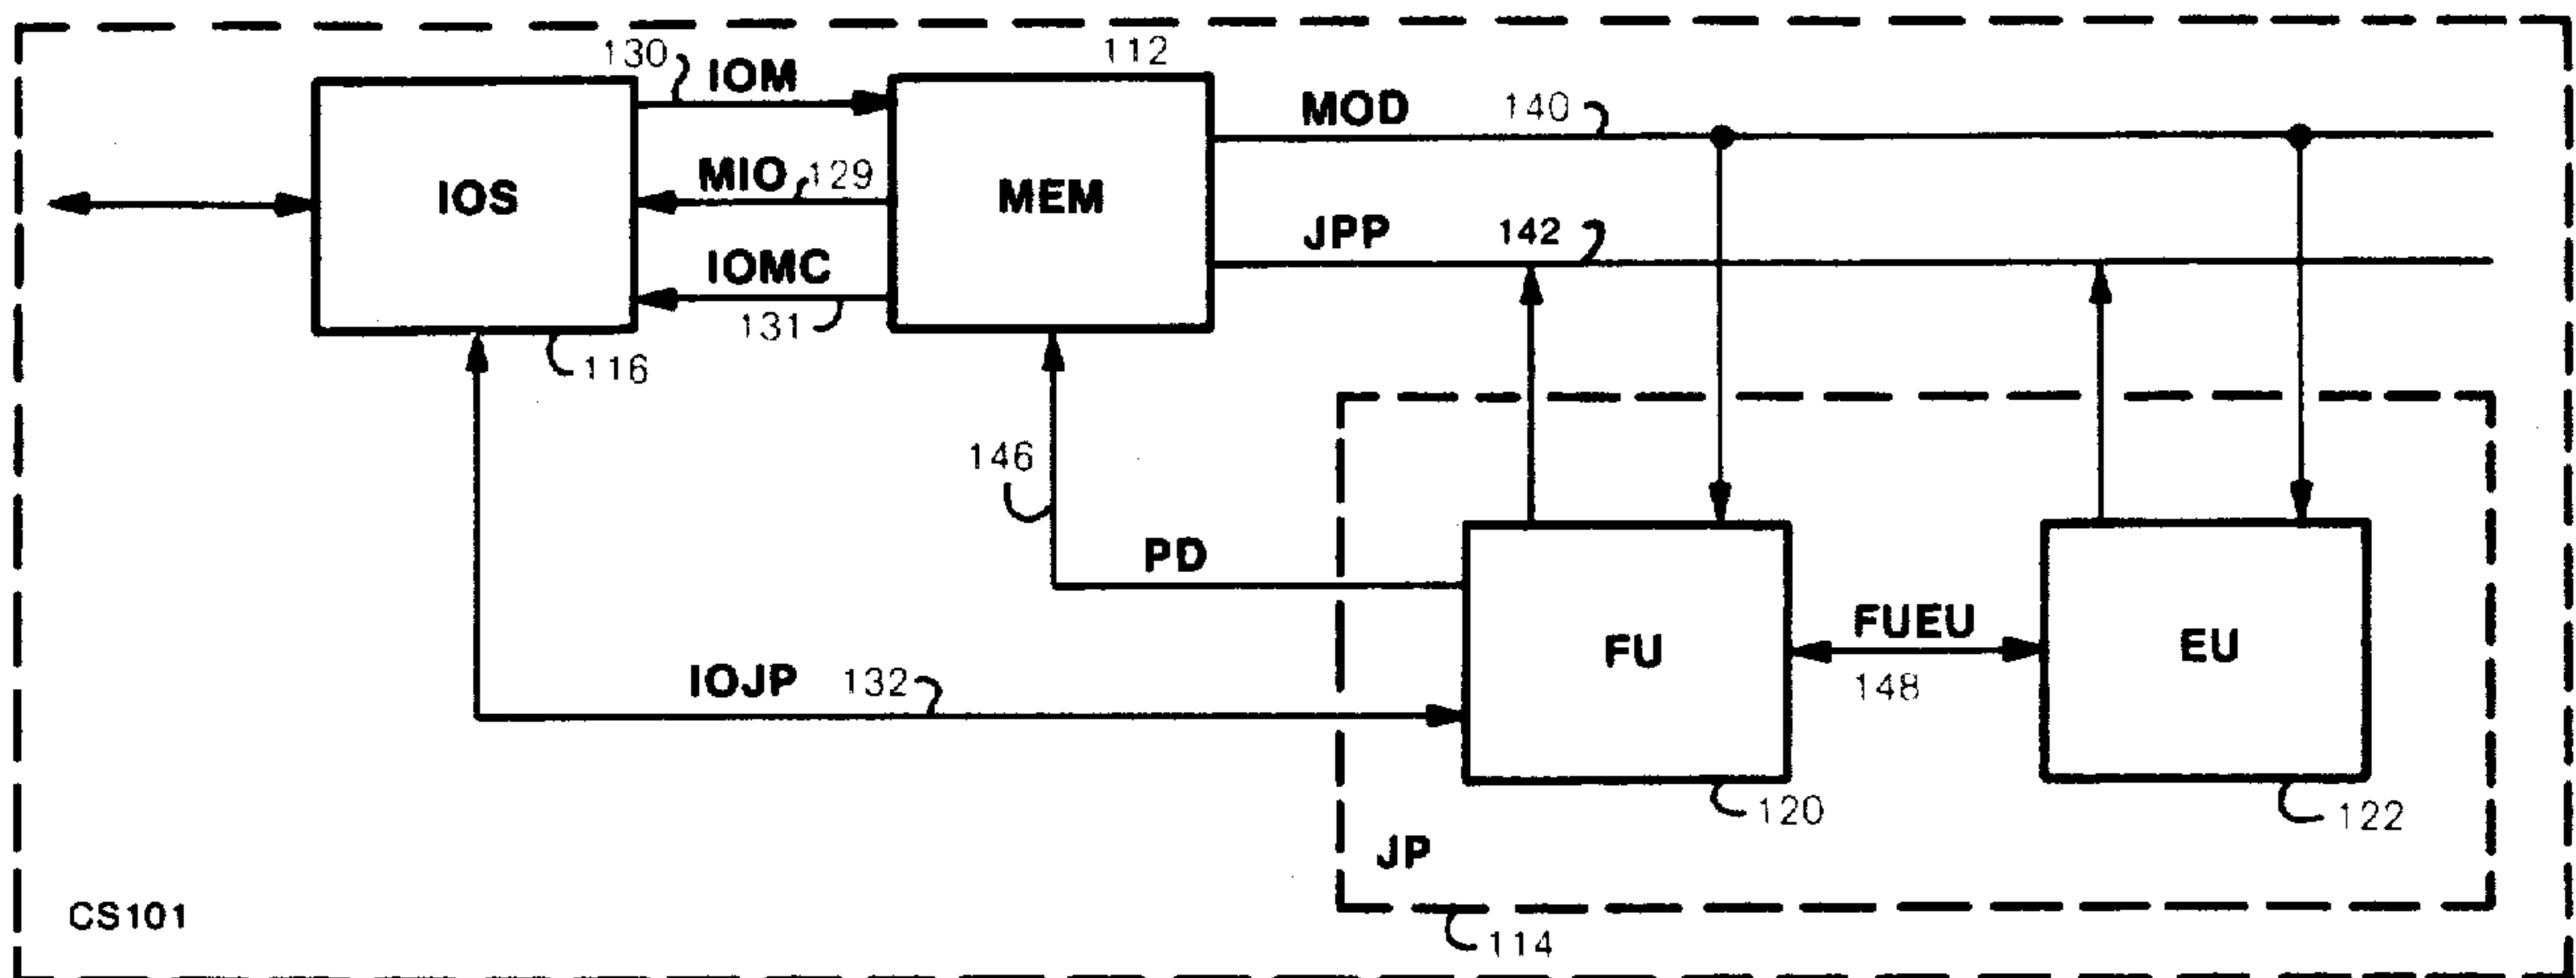 130
IOM
112
MOD
140
MIO
129
IOS
MEM
JPP
142
IOMC
131
116
146
PD
FU
FUEU
148
EU
IOJP
132
120
122
JP
CS101
114